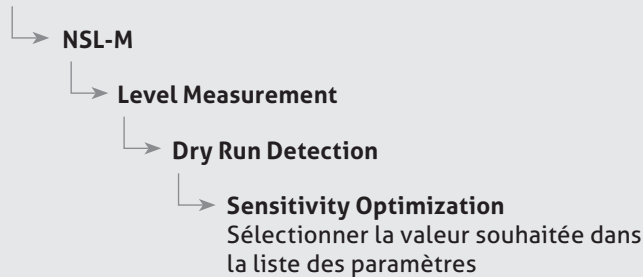 NSL-M
Level Measurement
Dry Run Detection
Sensitivity Optimization
Sélectionner la valeur souhaitée dans
la liste des paramètres